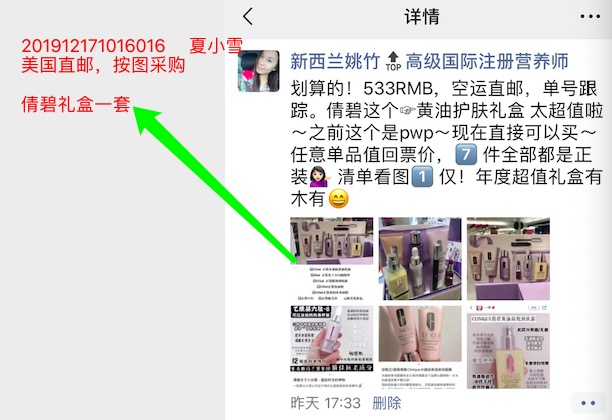 201912171016016 夏小雪
美国直邮，按图采购
倩碧礼盒一套
详情
新西兰姚竹🔝高级国际注册营养师
划算的！533RMB，空运直邮，单号跟
踪。倩碧这个👉黄油护肤礼盒 太超值啦
～之前这个是pwp～现在直接可以买～
任意单品值回票价，7️⃣ 件全部都是正
装💁🏻‍♀️ 清单看图1️⃣ 仅！年度超值礼盒有
木有😄
昨天 17:33 删除